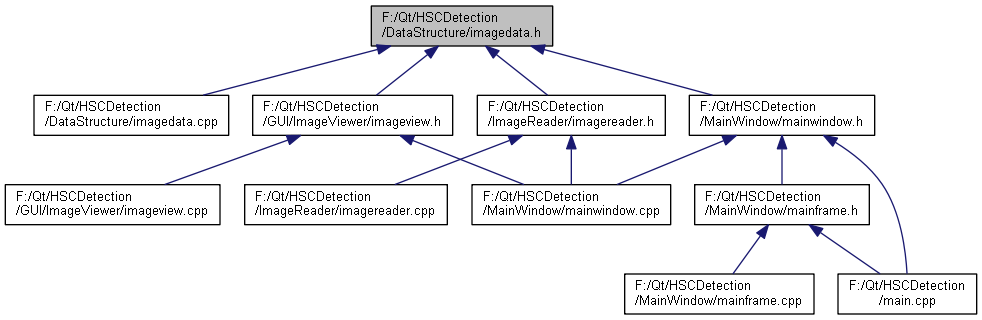 F:/Qt/HSCDetection
/DataStructure/imagedata.h
F:/Qt/HSCDetection
/DataStructure/imagedata.cpp
F:/Qt/HSCDetection
/GUI/ImageViewer/imageview.h
F:/Qt/HSCDetection
/ImageReader/imagereader.h
F:/Qt/HSCDetection
/MainWindow/mainwindow.h
F:/Qt/HSCDetection
/GUI/ImageViewer/imageview.cpp
F:/Qt/HSCDetection
/ImageReader/imagereader.cpp
F:/Qt/HSCDetection
/MainWindow/mainwindow.cpp
F:/Qt/HSCDetection
/MainWindow/mainframe.h
F:/Qt/HSCDetection
/MainWindow/mainframe.cpp
F:/Qt/HSCDetection
/main.cpp